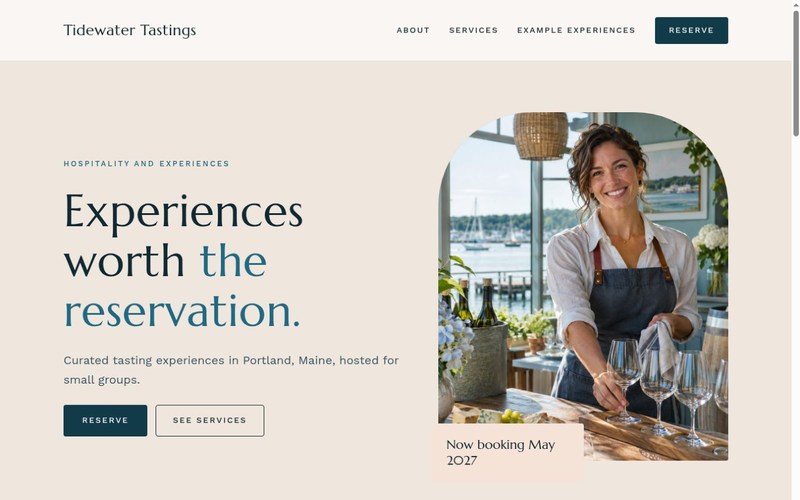 Tidewater Tastings
ABOUT
SERVICES
EXAMPLE EXPERIENCES
RESERVE
HOSPITALITY AND EXPERIENCES
Experiences
worth the
reservation.
Curated tasting experiences in Portland, Maine, hosted for
small groups.
RESERVE
SEE SERVICES
Now booking May
2027